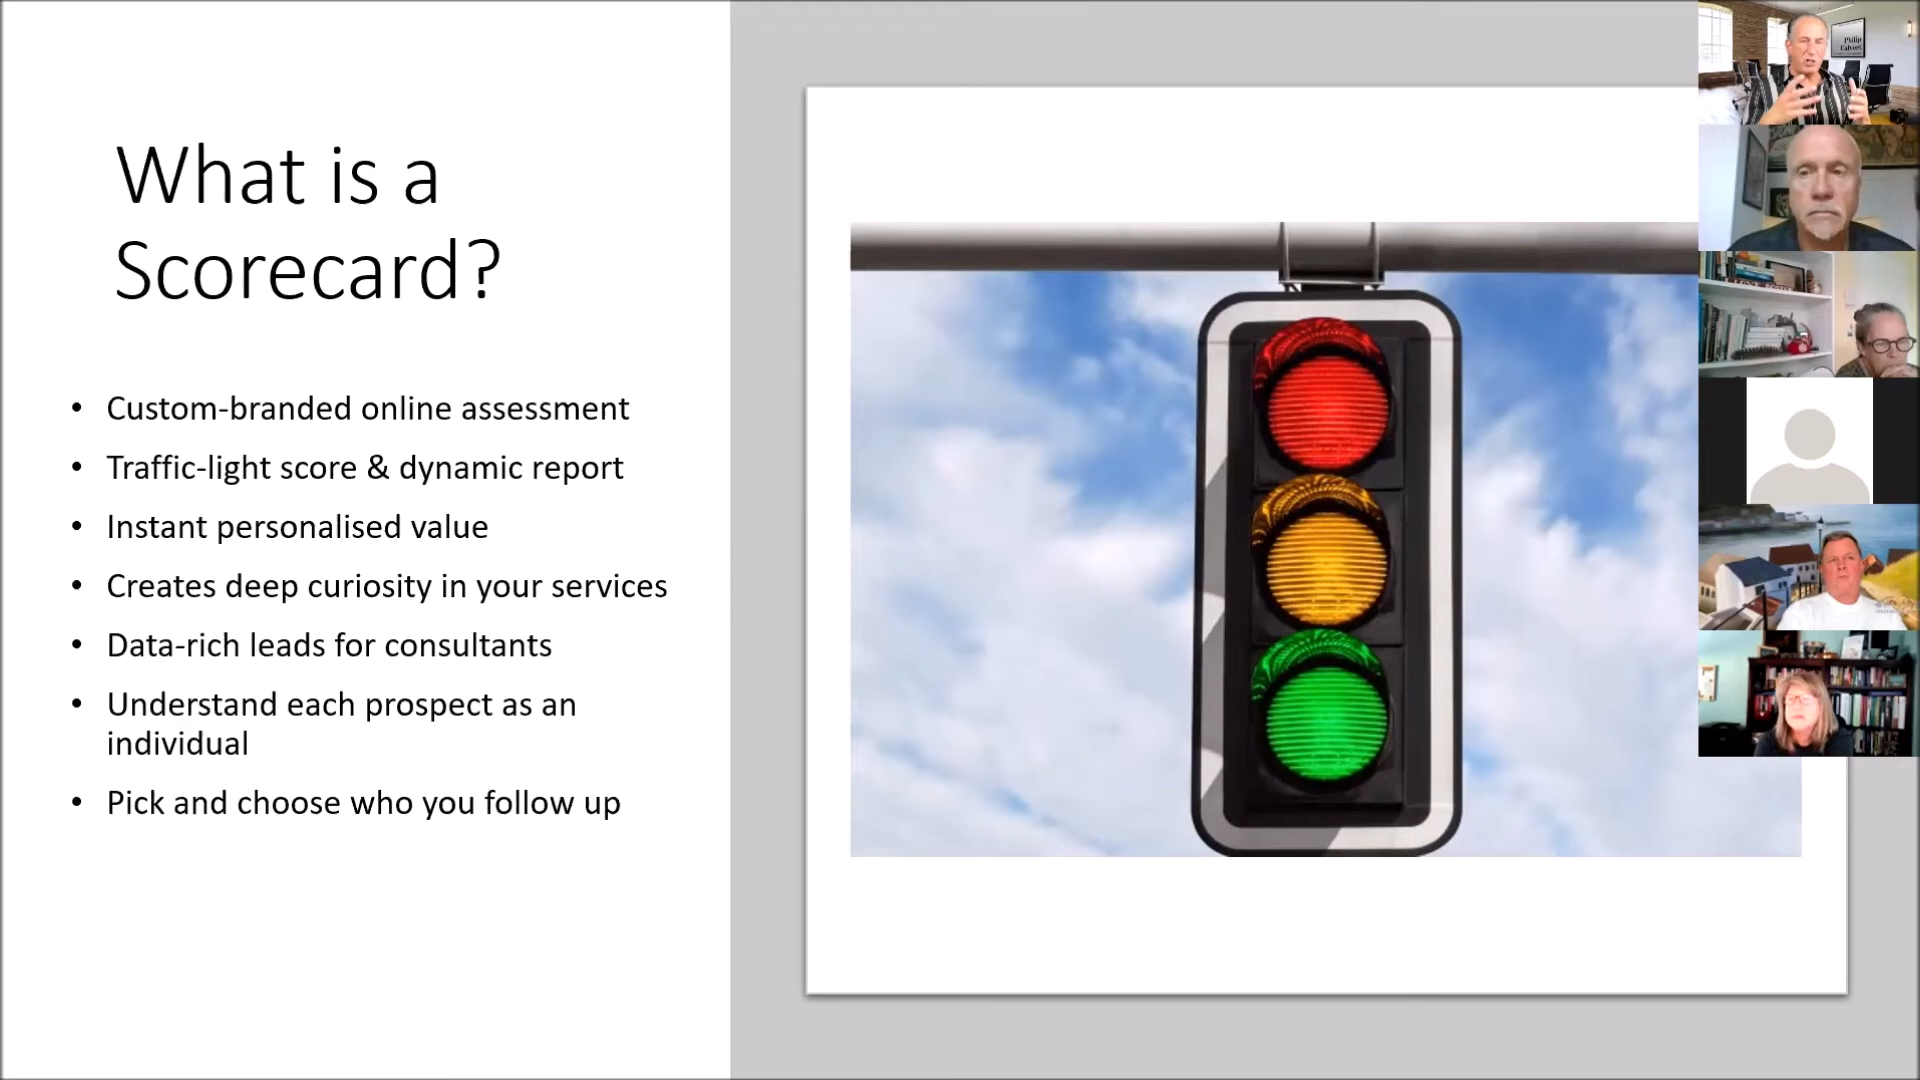 What is a
Scorecard?
• Custom-branded online assessment
• Traffic-light score & dynamic report
• Instant personalised value
• Creates deep curiosity in your services
• Data-rich leads for consultants
• Understand each prospect as an
individual
• Pick and choose who you follow up
Philip
Calvert